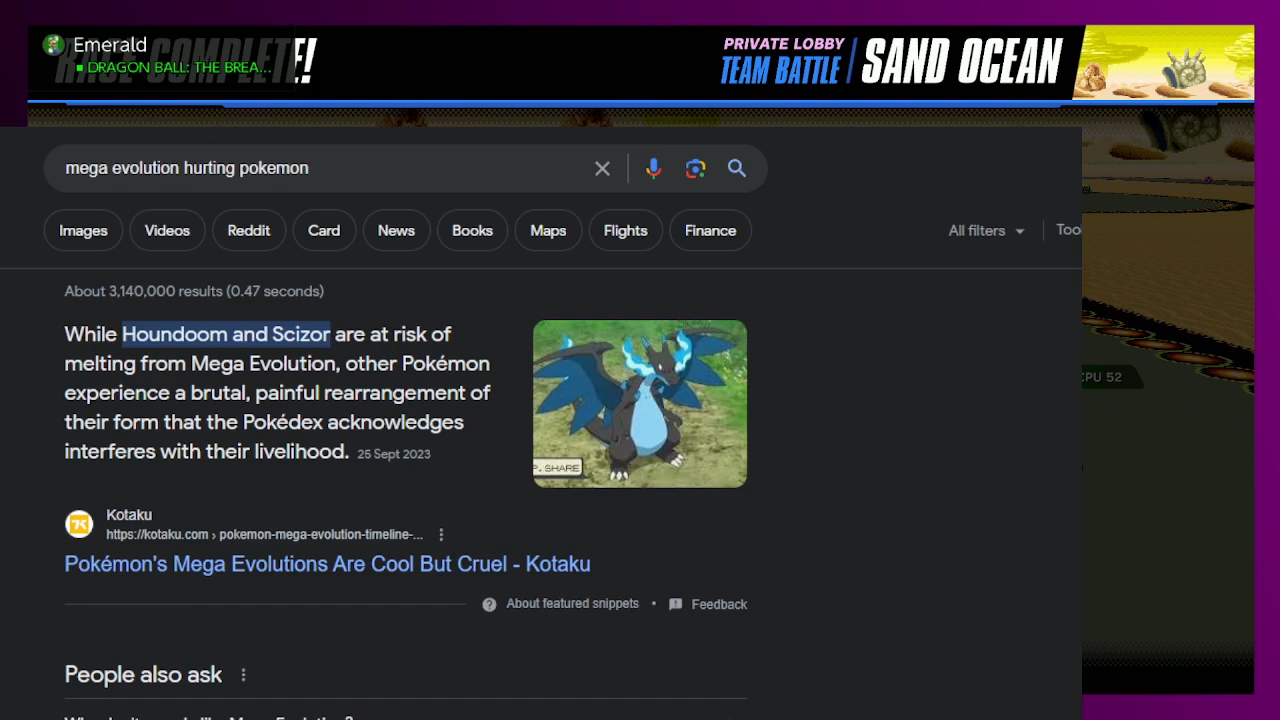 Emerald
DRAGON BALL: THE BREA...
RACE COMPLETE!
PRIVATE LOBBY
TEAM BATTLE
SAND OCEAN
mega evolution hurting pokemon
Images
Videos
Reddit
Card
News
Books
Maps
Flights
Finance
All filters
Too
About 3,140,000 results (0.47 seconds)
While Houndoom and Scizor are at risk of
melting from Mega Evolution, other Pokémon
experience a brutal, painful rearrangement of
their form that the Pokédex acknowledges
interferes with their livelihood. 25 Sept 2023
P. SHARE
CPU 52
Kotaku
https://kotaku.com › pokemon-mega-evolution-timeline-...
Pokémon's Mega Evolutions Are Cool But Cruel - Kotaku
About featured snippets • Feedback
People also ask